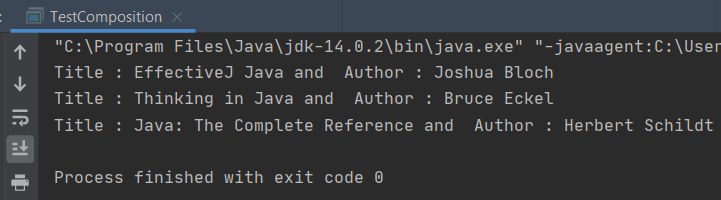 TestComposition
"C:\Program Files\Java\jdk-14.0.2\bin\java.exe" "-javaagent:C:\User
Title : EffectiveJ Java and  Author : Joshua Bloch
Title : Thinking in Java and  Author : Bruce Eckel
Title : Java: The Complete Reference and  Author : Herbert Schildt
Process finished with exit code 0